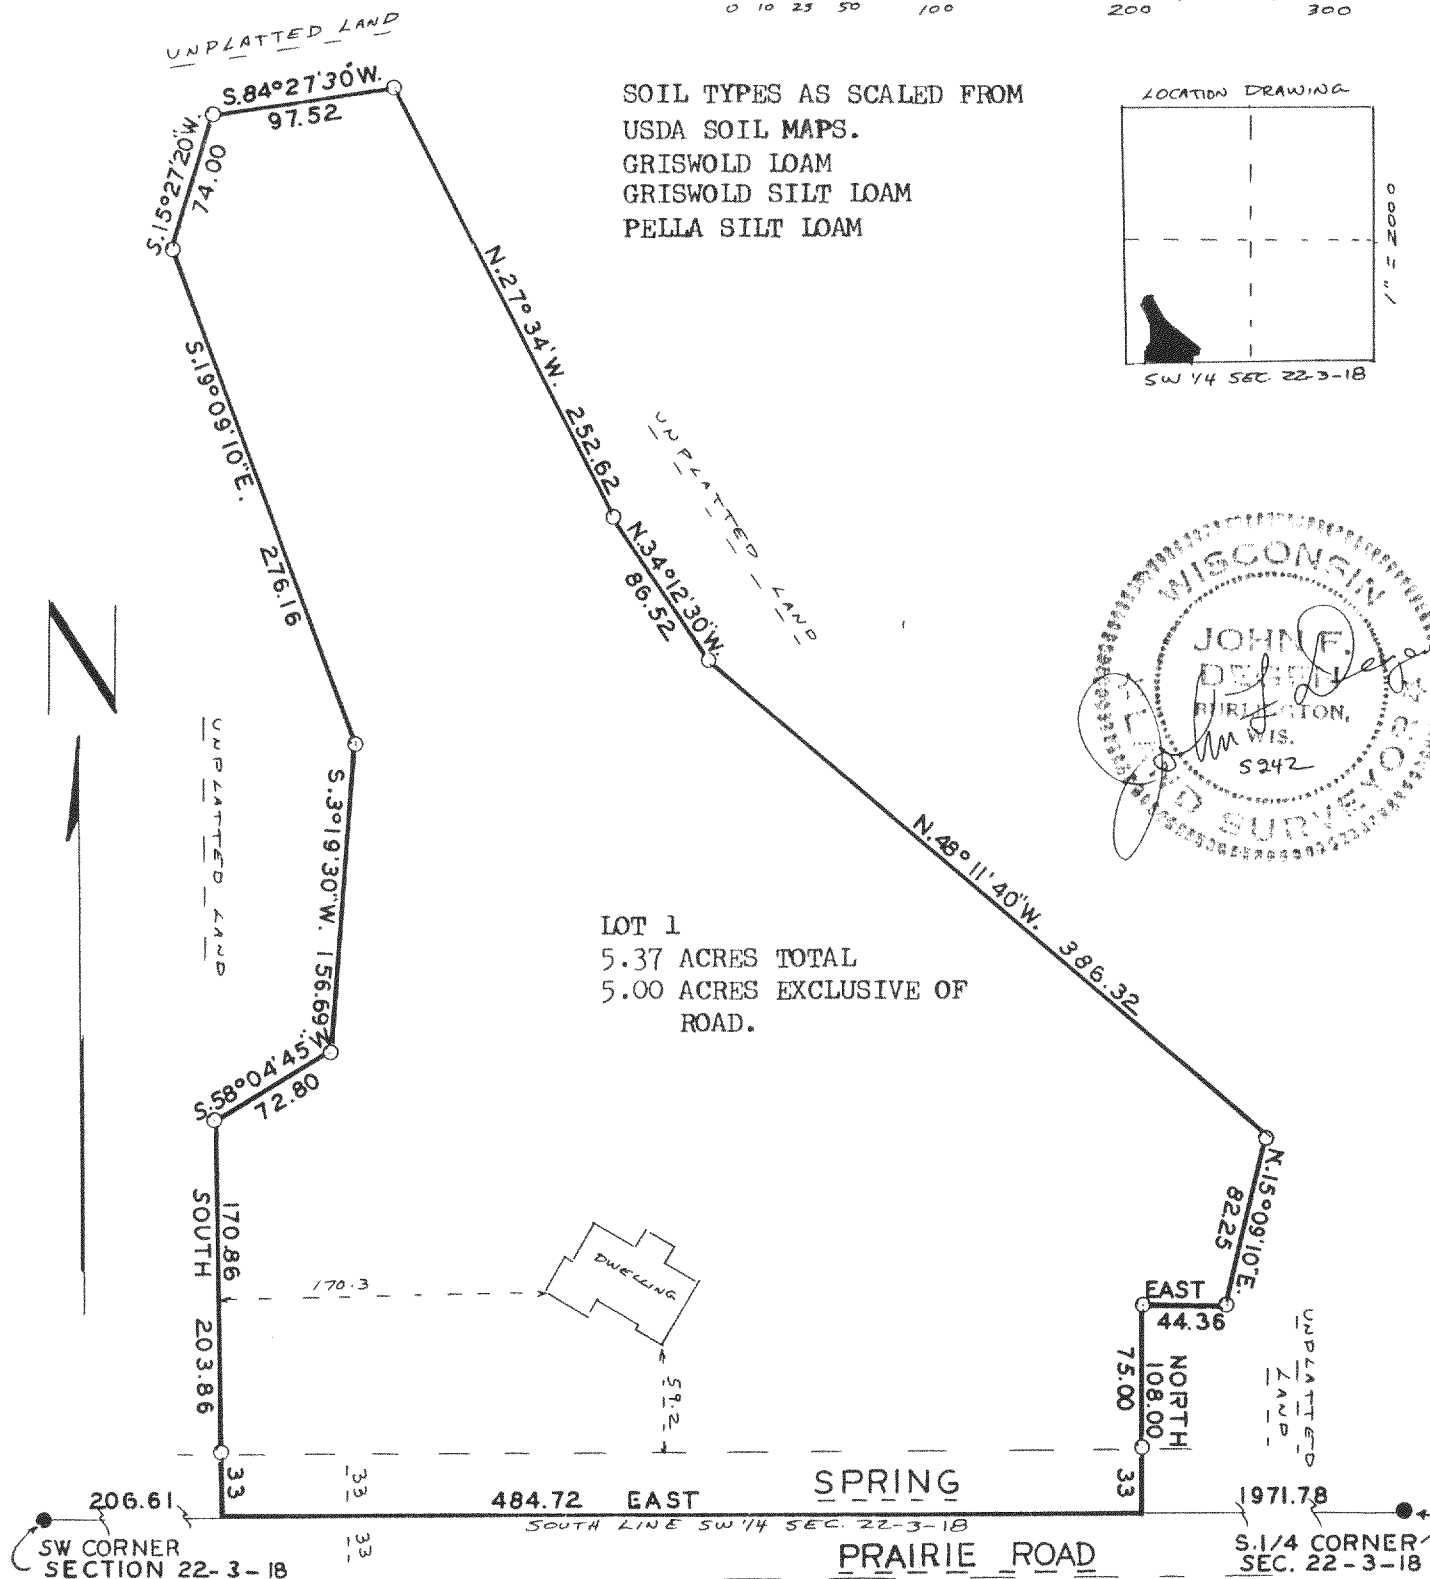 0 10 25 50 100 200 300
UNPLATTED LAND
S.84°27'30"W.
97.52
S.15°27'20"W.
74.00
SOIL TYPES AS SCALED FROM
USDA SOIL MAPS.
GRISWOLD LOAM
GRISWOLD SILT LOAM
PELLA SILT LOAM
LOCATION DRAWING
1" = 2000
SW 1/4 SEC. 22-3-18
N.27°34'W. 252.62
S.19°09'10"E. 276.16
UNPLATTED LAND
N.34°12'30"W.
86.52
WISCONSIN
JOHN F.
DEGEN
BURLINGTON,
WIS.
S242
LAND SURVEYOR
John F Degen
N
UNPLATTED LAND
S.3°19'30"W. 156.69
N.48°11'40"W. 386.32
LOT 1
5.37 ACRES TOTAL
5.00 ACRES EXCLUSIVE OF
ROAD.
S.58°04'45"W.
72.80
N.15°09'10"E.
82.25
170.86
SOUTH 203.86
170.3
DWELLING
59.2
EAST
44.36
75.00
NORTH
108.00
UNPLATTED
LAND
33
33
33
33
SPRING
206.61
484.72 EAST
1971.78
SOUTH LINE SW 1/4 SEC. 22-3-18
SW CORNER
SECTION 22-3-18
PRAIRIE ROAD
S.1/4 CORNER
SEC. 22-3-18